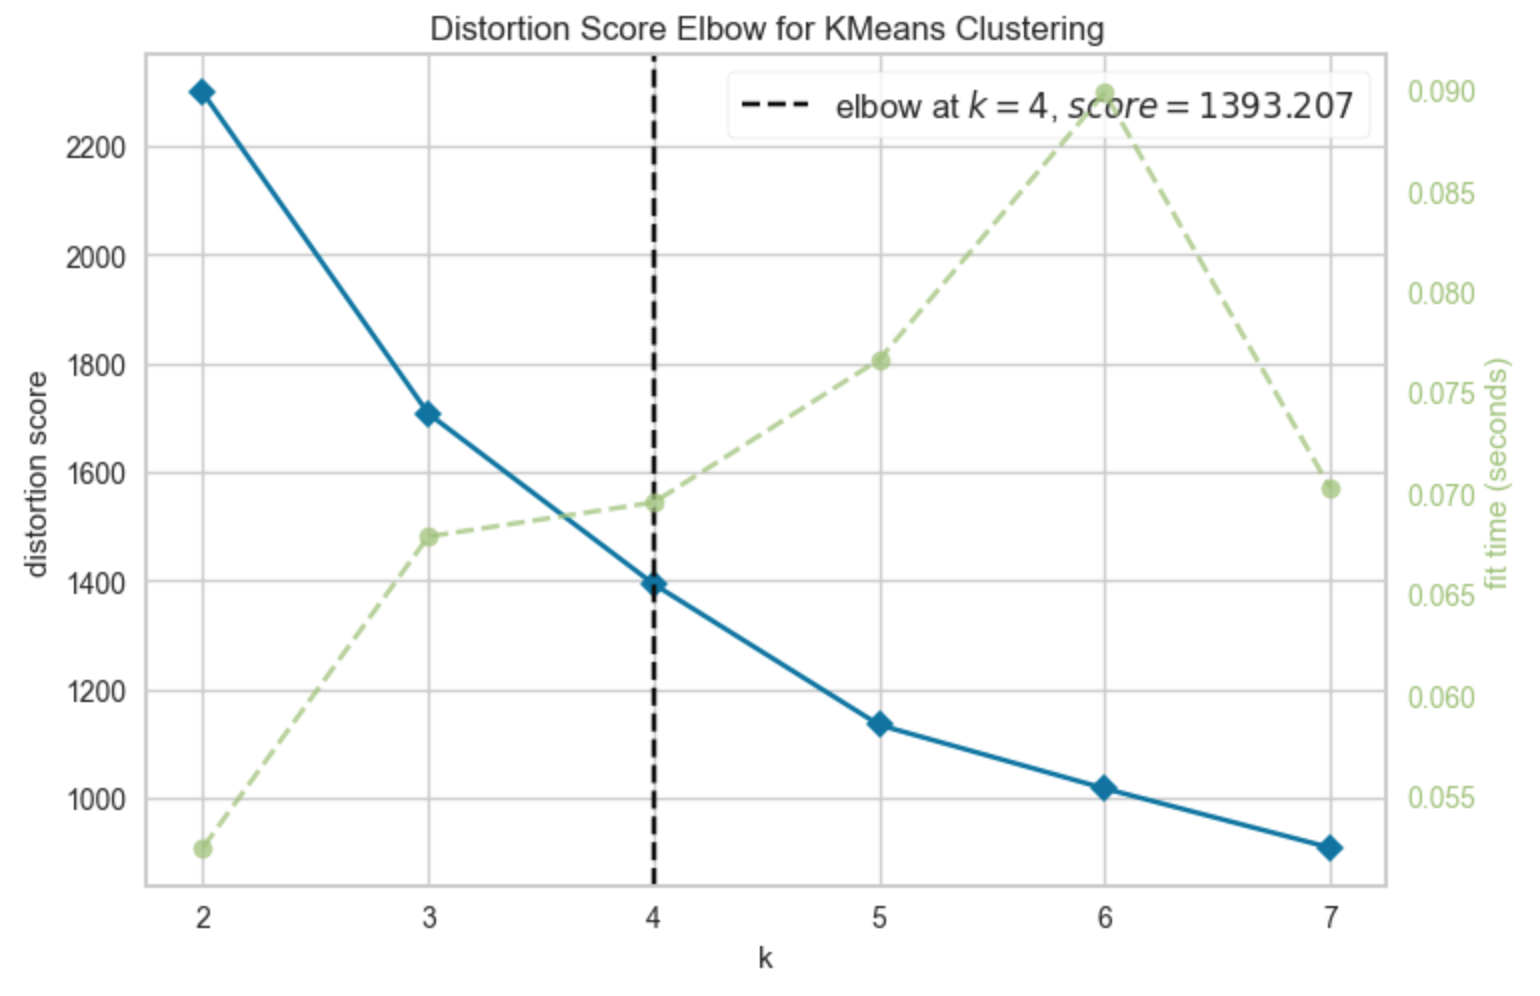 Distortion Score Elbow for KMeans Clustering
elbow at k = 4, score = 1393.207
distortion score
2200
2000
1800
1600
1400
1200
1000
0.090
0.085
0.080
0.075
0.070
0.065
0.060
0.055
fit time (seconds)
2 3 4 5 6 7
k